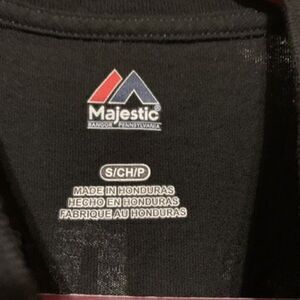 Majestic®
BANGOR PENNSYLVANIA
S/CH/P
MADE IN HONDURAS
HECHO EN HONDURAS
FABRIQUE AU HONDURAS